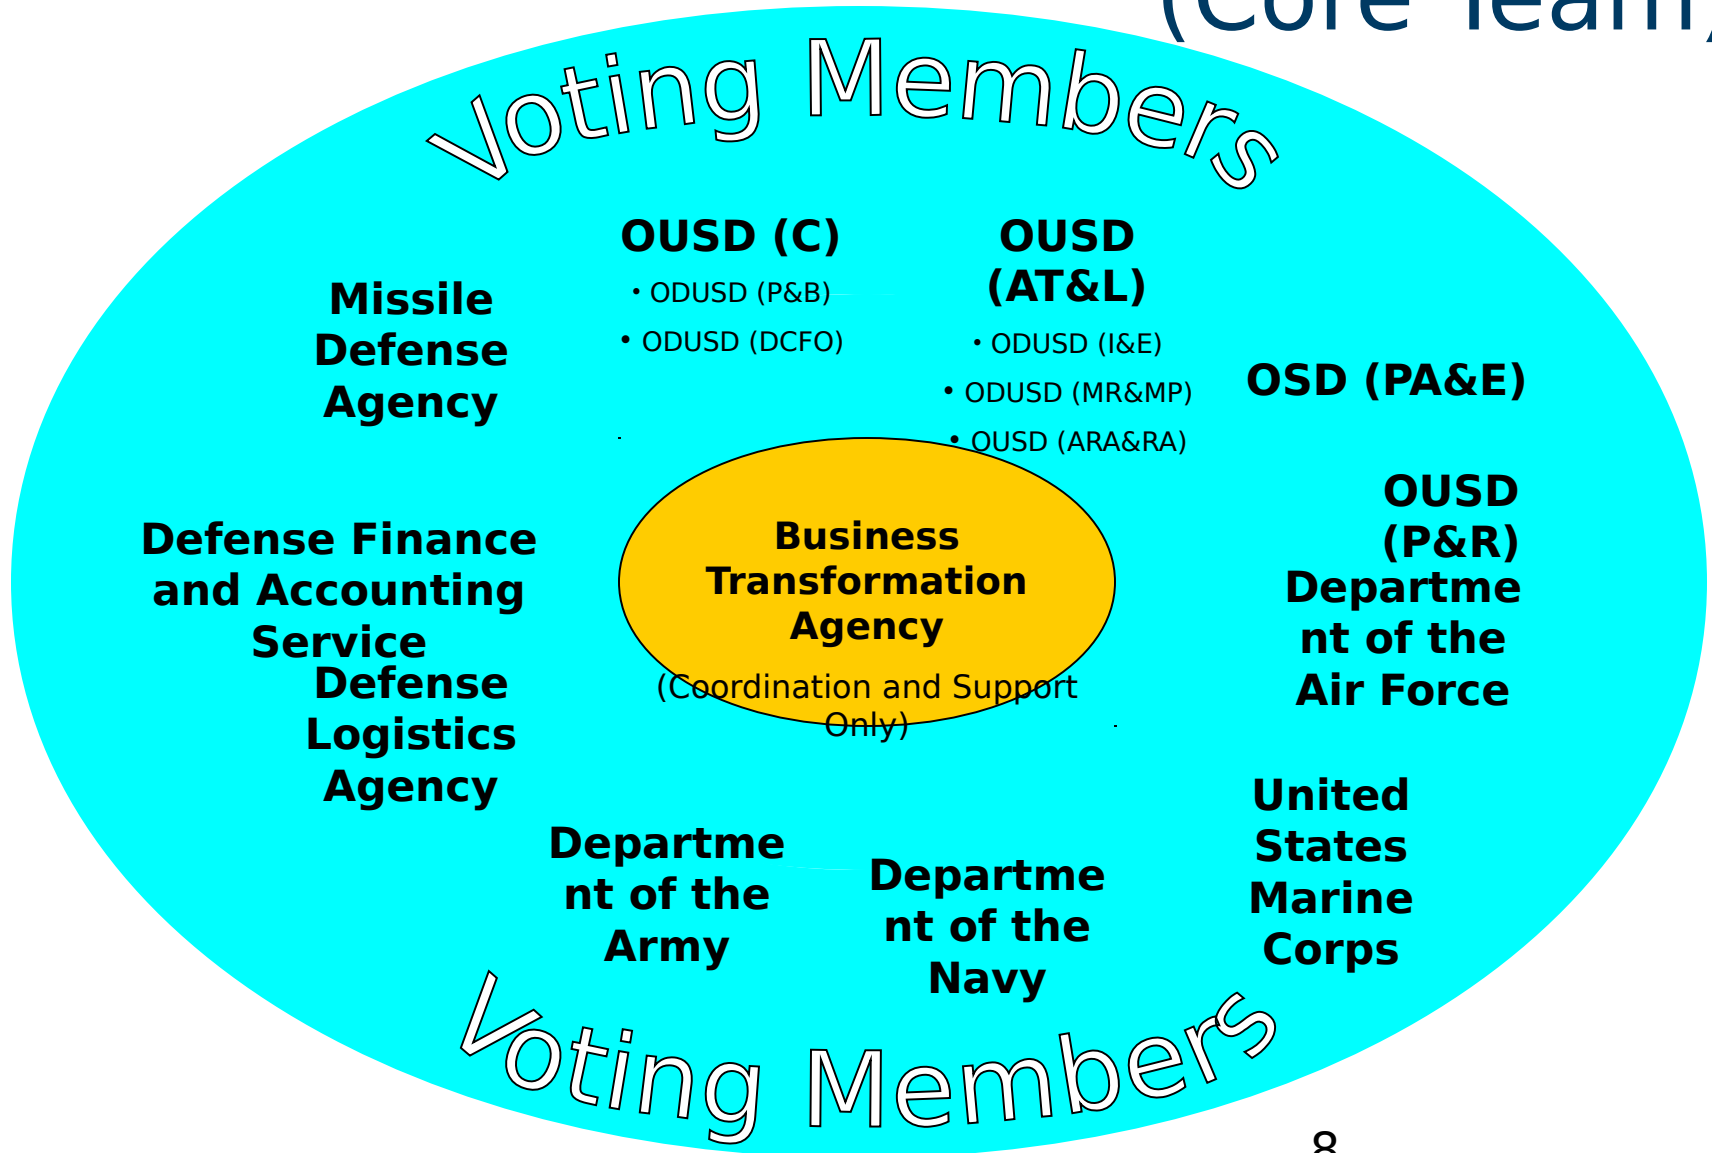 (Core Team)
Voting Members
OUSD (C)
• ODUSD (P&B)
• ODUSD (DCFO)
OUSD
(AT&L)
• ODUSD (I&E)
• ODUSD (MR&MP)
• OUSD (ARA&RA)
Missile
Defense
Agency
OSD (PA&E)
OUSD
(P&R)
Defense Finance
and Accounting
Service
Business
Transformation
Agency
(Coordination and Support
Only)
Departme
nt of the
Air Force
Defense
Logistics
Agency
United
States
Marine
Corps
Departme
nt of the
Army
Departme
nt of the
Navy
Voting Members
8